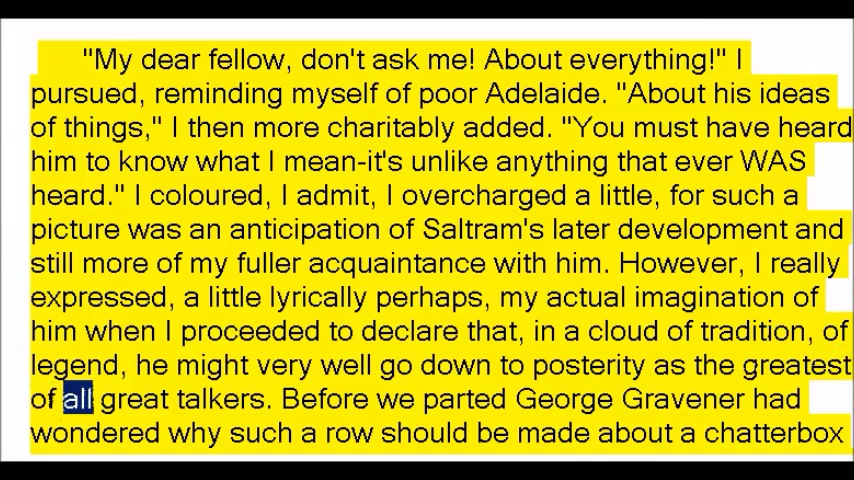 "My dear fellow, don't ask me! About everything!" I
pursued, reminding myself of poor Adelaide. "About his ideas
of things," I then more charitably added. "You must have heard
him to know what I mean-it's unlike anything that ever WAS
heard." I coloured, I admit, I overcharged a little, for such a
picture was an anticipation of Saltram's later development and
still more of my fuller acquaintance with him. However, I really
expressed, a little lyrically perhaps, my actual imagination of
him when I proceeded to declare that, in a cloud of tradition, of
legend, he might very well go down to posterity as the greatest
of all great talkers. Before we parted George Gravener had
wondered why such a row should be made about a chatterbox